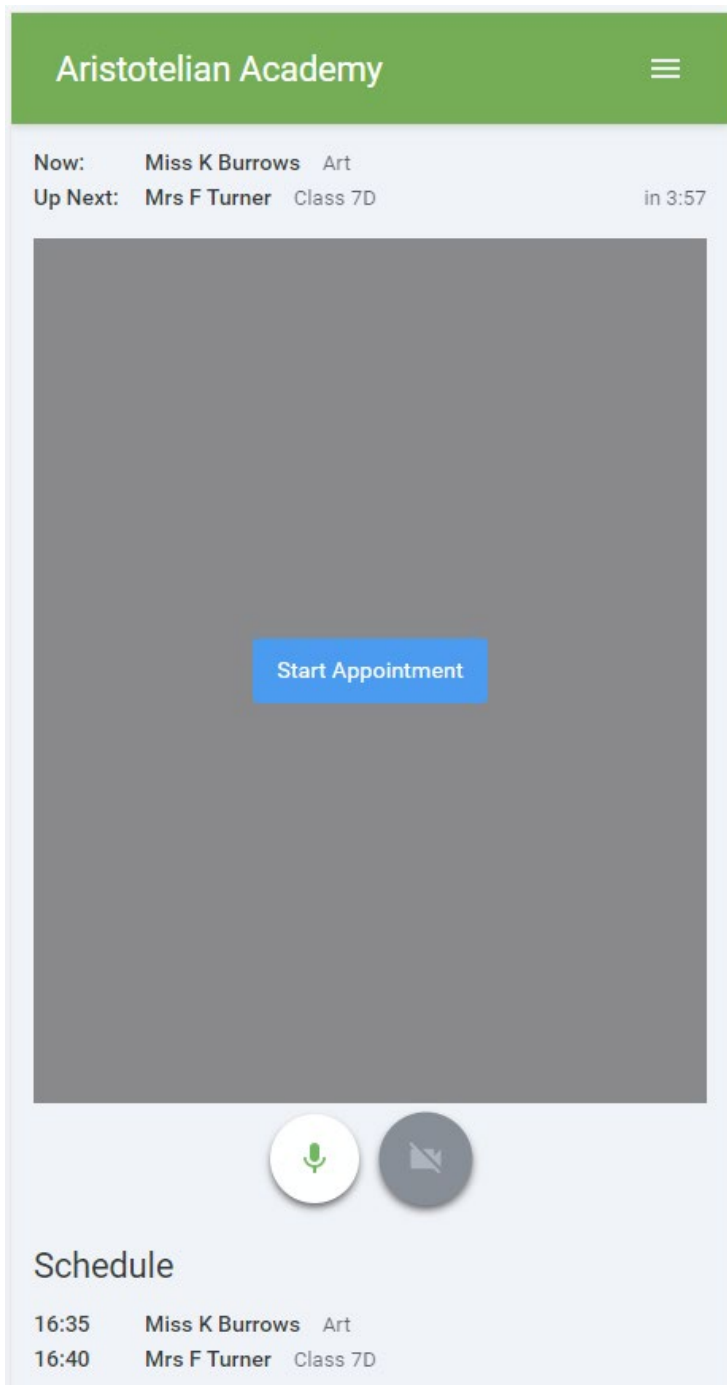 Aristotelian Academy
Now: Miss K Burrows Art
Up Next: Mrs F Turner Class 7D in 3:57
Start Appointment
Schedule
16:35 Miss K Burrows Art
16:40 Mrs F Turner Class 7D